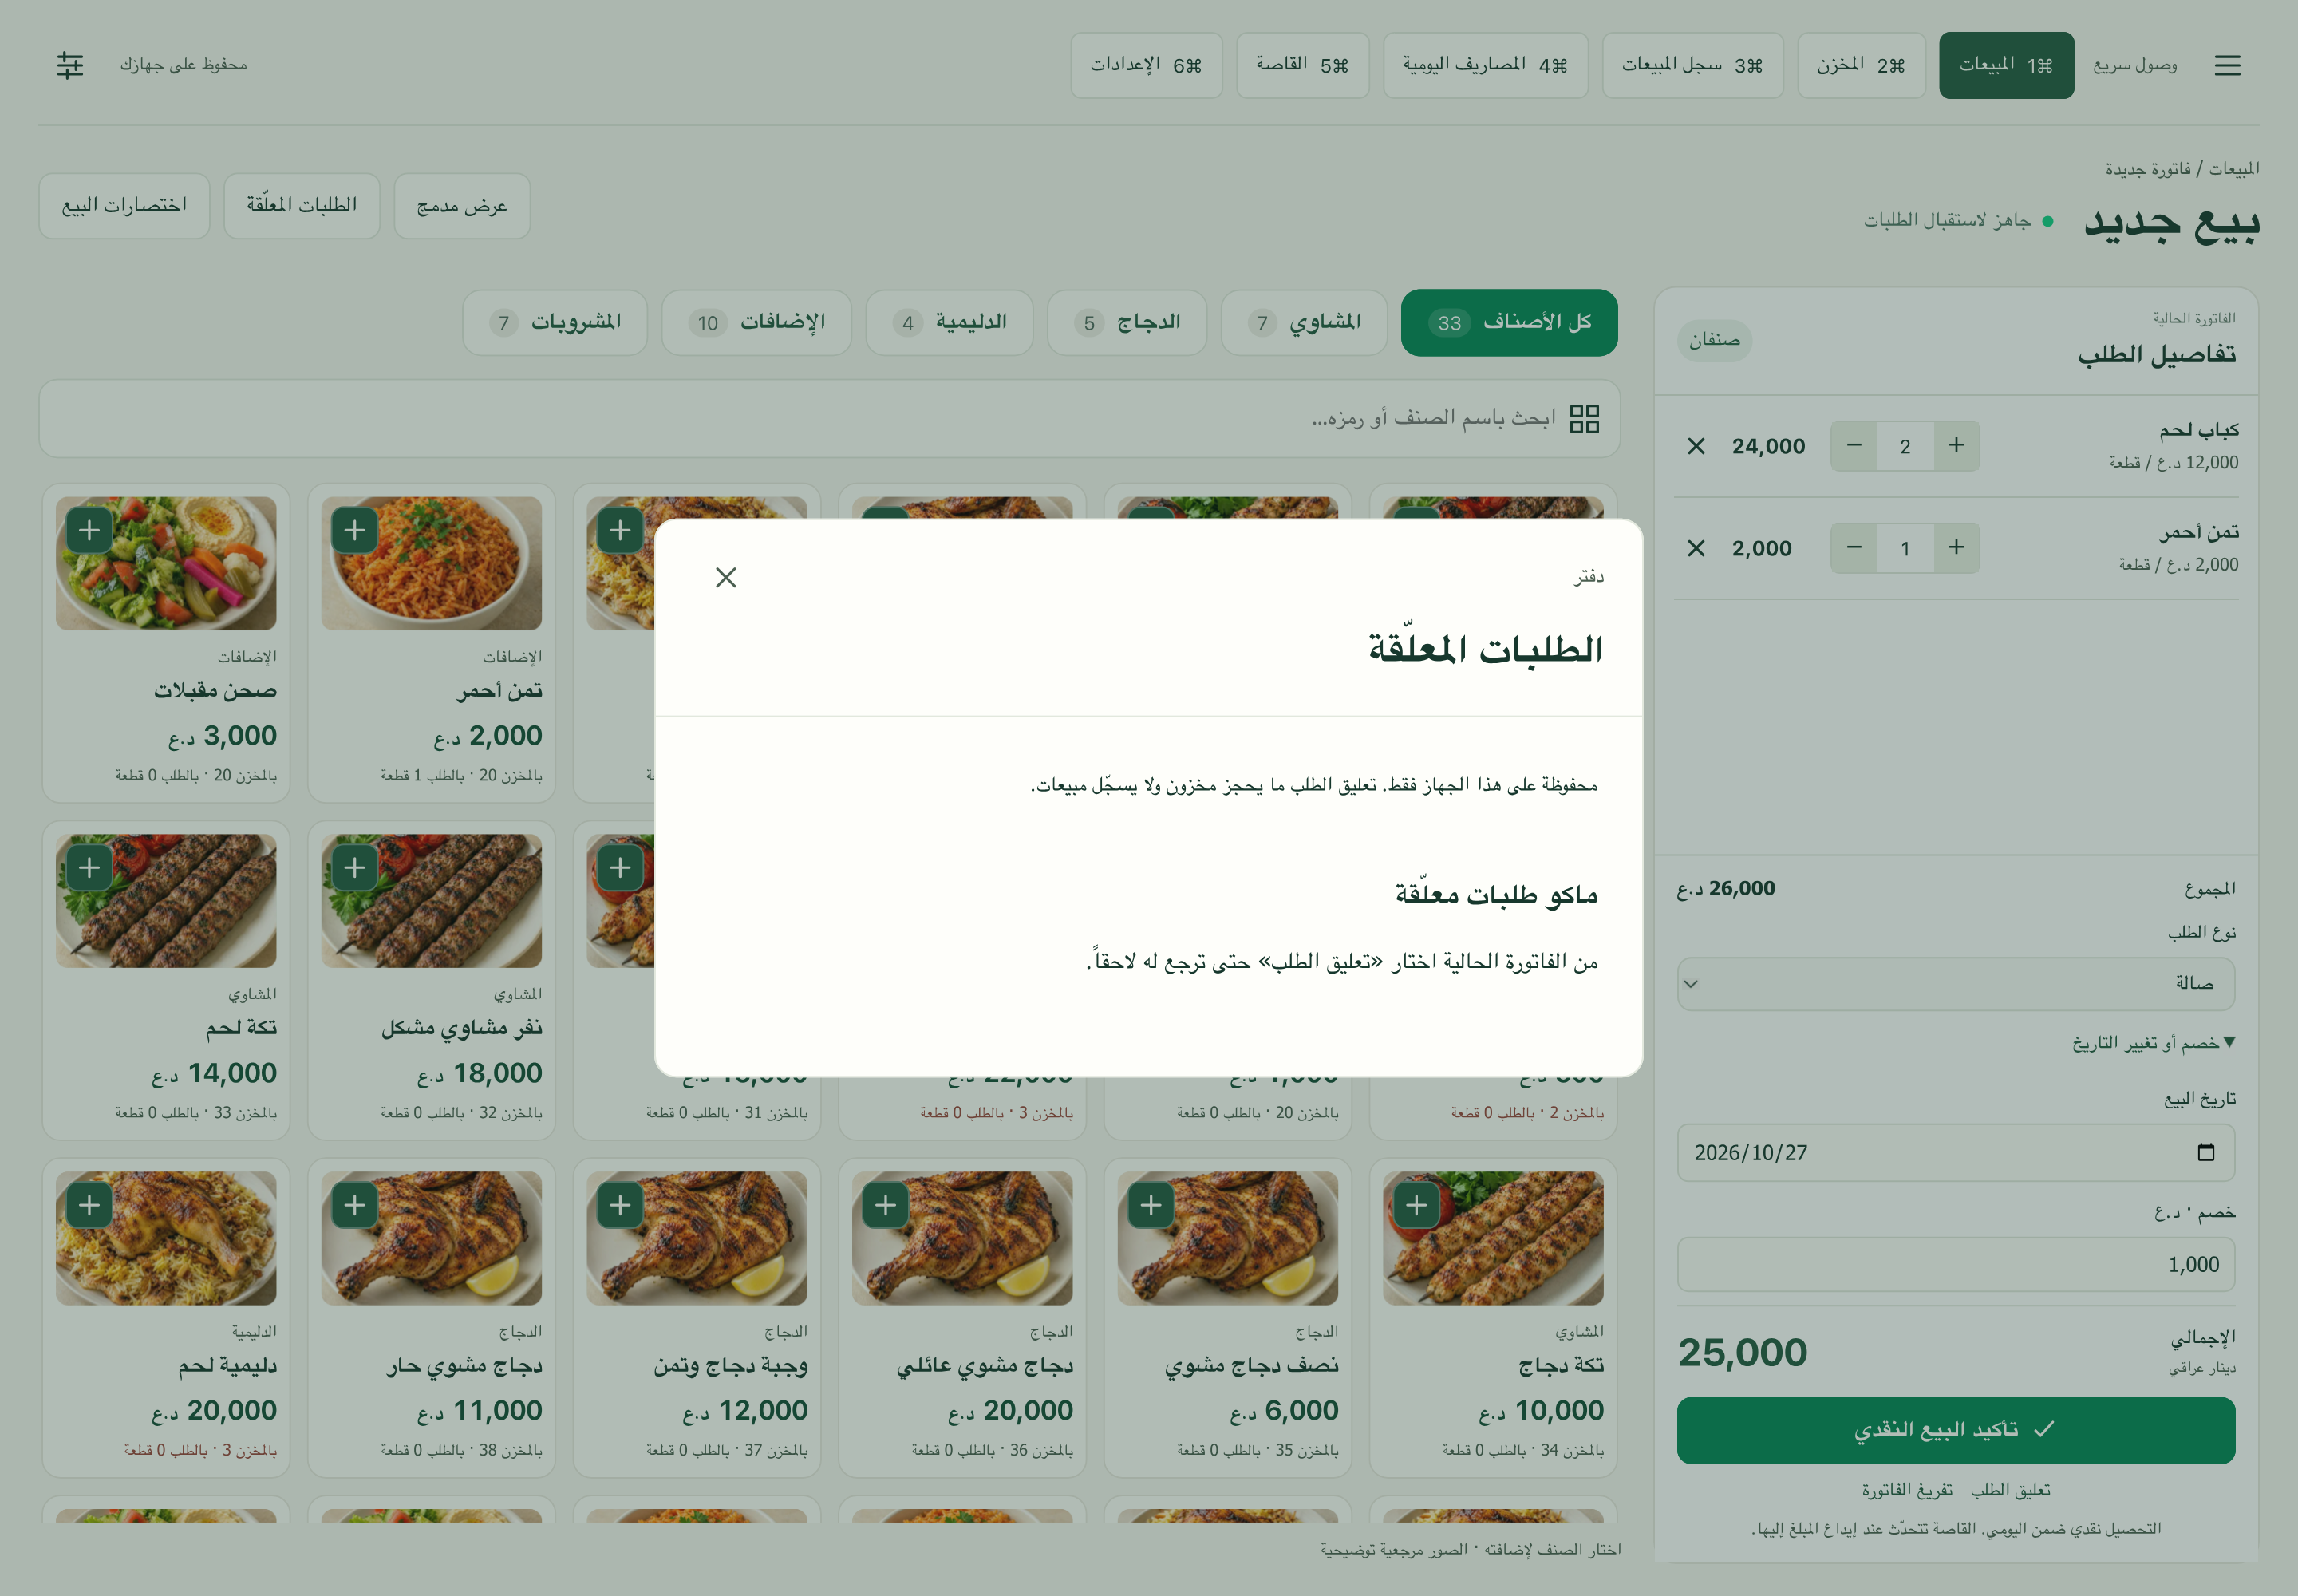 وصول سريع
⌘1 المبيعات
⌘2 المخزن
⌘3 سجل المبيعات
⌘4 المصاريف اليومية
⌘5 القاصة
⌘6 الإعدادات
محفوظ على جهازك
المبيعات / فاتورة جديدة
بيع جديد
جاهز لاستقبال الطلبات
عرض مدمج
الطلبات المعلّقة
اختصارات البيع
الفاتورة الحالية
تفاصيل الطلب
صنفان
كباب لحم
12,000 د.ع / قطعة
+ 2 −
24,000
تمن أحمر
2,000 د.ع / قطعة
+ 1 −
2,000
المجموع
26,000 د.ع
نوع الطلب
صالة
خصم أو تغيير التاريخ
تاريخ البيع
2026/10/27
خصم · د.ع
1,000
الإجمالي
دينار عراقي
25,000
تأكيد البيع النقدي
تعليق الطلب
تفريغ الفاتورة
التحصيل نقدي ضمن اليومي. القاصة تتحدّث عند إيداع المبلغ إليها.
كل الأصناف 33
المشاوي 7
الدجاج 5
الدليمية 4
الإضافات 10
المشروبات 7
ابحث باسم الصنف أو رمزه...
دفتر
الطلبات المعلّقة
محفوظة على هذا الجهاز فقط. تعليق الطلب ما يحجز مخزون ولا يسجّل مبيعات.
ماكو طلبات معلّقة
من الفاتورة الحالية اختار «تعليق الطلب» حتى ترجع له لاحقاً.
الإضافات
تمن أحمر
2,000 د.ع
بالمخزن 20 · بالطلب 1 قطعة
الإضافات
صحن مقبلات
3,000 د.ع
بالمخزن 20 · بالطلب 0 قطعة
بالمخزن 2 · بالطلب 0 قطعة
بالمخزن 20 · بالطلب 0 قطعة
بالمخزن 3 · بالطلب 0 قطعة
بالمخزن 31 · بالطلب 0 قطعة
المشاوي
نفر مشاوي مشكل
18,000 د.ع
بالمخزن 32 · بالطلب 0 قطعة
المشاوي
تكة لحم
14,000 د.ع
بالمخزن 33 · بالطلب 0 قطعة
المشاوي
تكة دجاج
10,000 د.ع
بالمخزن 34 · بالطلب 0 قطعة
الدجاج
نصف دجاج مشوي
6,000 د.ع
بالمخزن 35 · بالطلب 0 قطعة
الدجاج
دجاج مشوي عائلي
20,000 د.ع
بالمخزن 36 · بالطلب 0 قطعة
الدجاج
وجبة دجاج وتمن
12,000 د.ع
بالمخزن 37 · بالطلب 0 قطعة
الدجاج
دجاج مشوي حار
11,000 د.ع
بالمخزن 38 · بالطلب 0 قطعة
الدليمية
دليمية لحم
20,000 د.ع
بالمخزن 3 · بالطلب 0 قطعة
اختار الصنف لإضافته · الصور مرجعية توضيحية